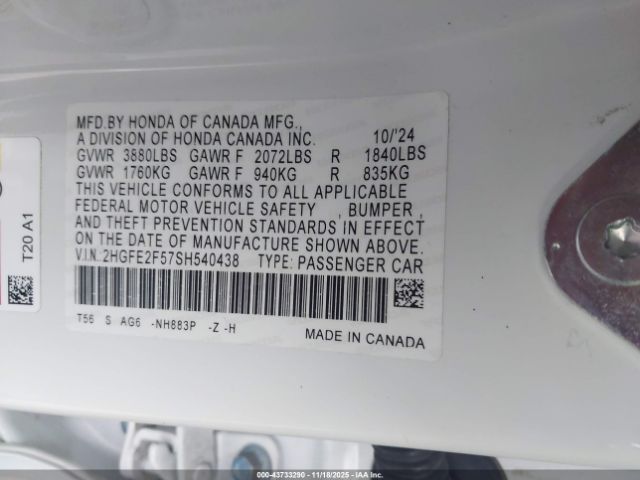 MFD.BY HONDA OF CANADA MFG.,
A DIVISION OF HONDA CANADA INC. 10/'24
GVWR 3880LBS GAWR F 2072LBS R 1840LBS
GVWR 1760KG GAWR F 940KG R 835KG
THIS VEHICLE CONFORMS TO ALL APPLICABLE
FEDERAL MOTOR VEHICLE SAFETY , BUMPER ,
AND THEFT PREVENTION STANDARDS IN EFFECT
ON THE DATE OF MANUFACTURE SHOWN ABOVE.
V.I.N.:2HGFE2F57SH540438 TYPE: PASSENGER CAR
T56 S AG6 -NH883P -Z -H
MADE IN CANADA
T20 A1
000-43733290 - 11/18/2025 - IAAI.COM